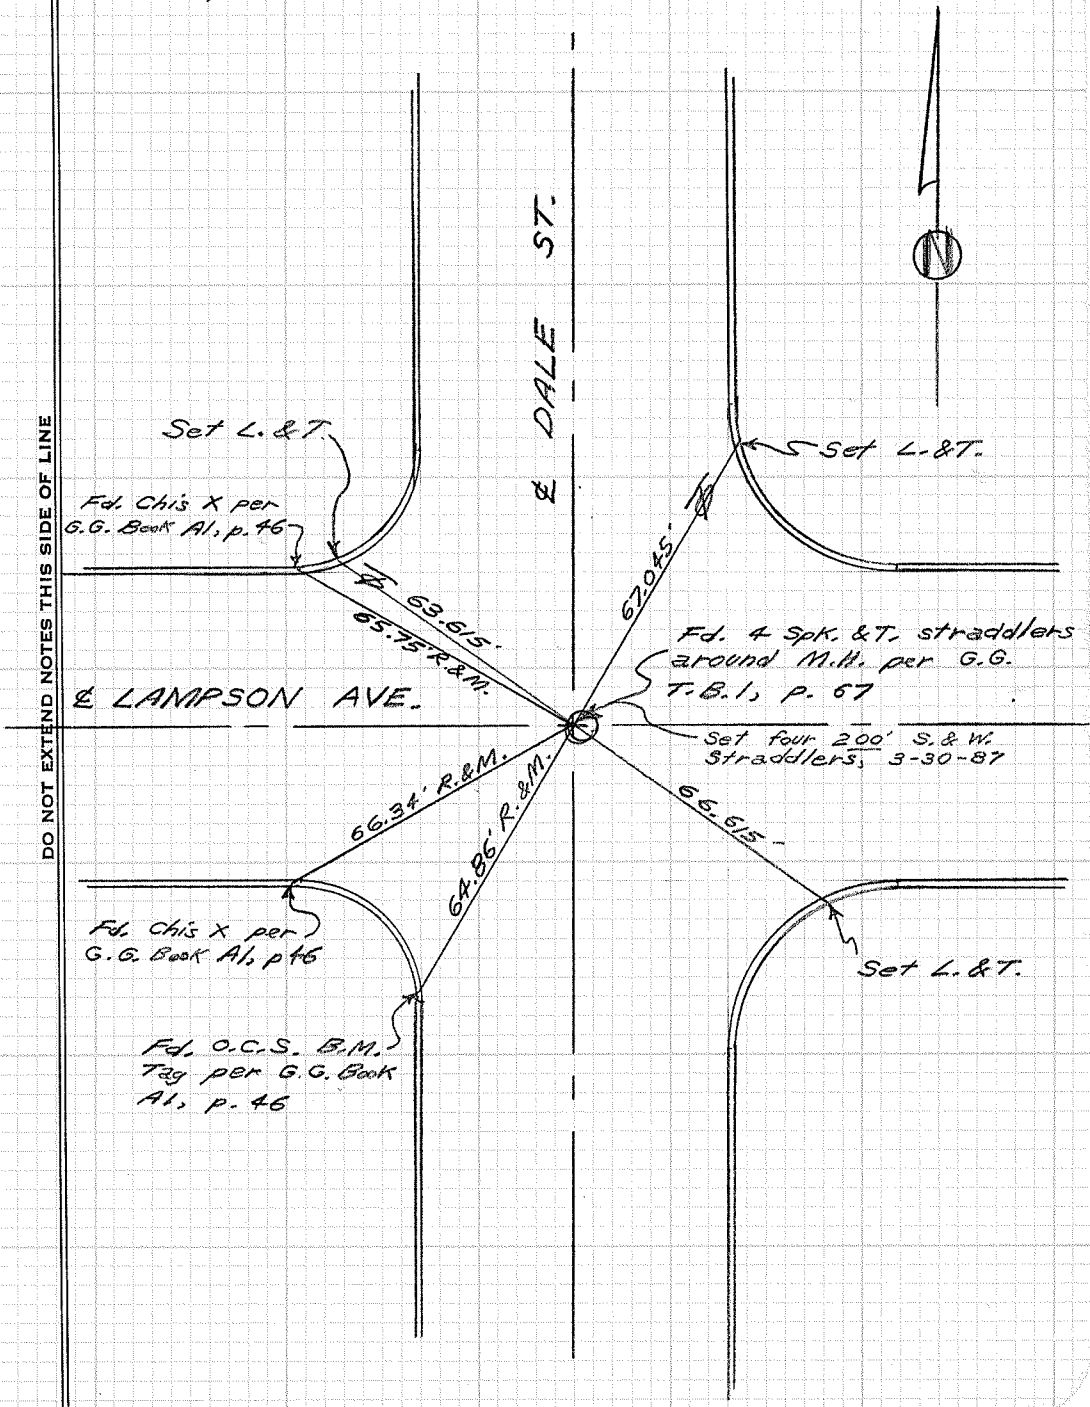 DO NOT EXTEND NOTES THIS SIDE OF LINE
℄ DALE ST.
N
Set L. & T.
Fd. Chis X per
G.G. Book A1, p. 46
Set L. & T.
63.615'
65.75' R.&M.
67.045'
Fd. 4 Spk. & T. straddlers
around M.H. per G.G.
T.B. 1, p. 67
℄ LAMPSON AVE.
Set four 2.00' S. & W.
Straddlers, 3-30-87
66.34' R.&M.
64.86' R.&M.
66.615'
Fd. Chis X per
G.G. Book A1, p 46
Set L. & T.
Fd. O.C.S. B.M.
Tag per G.G. Book
A1, p. 46